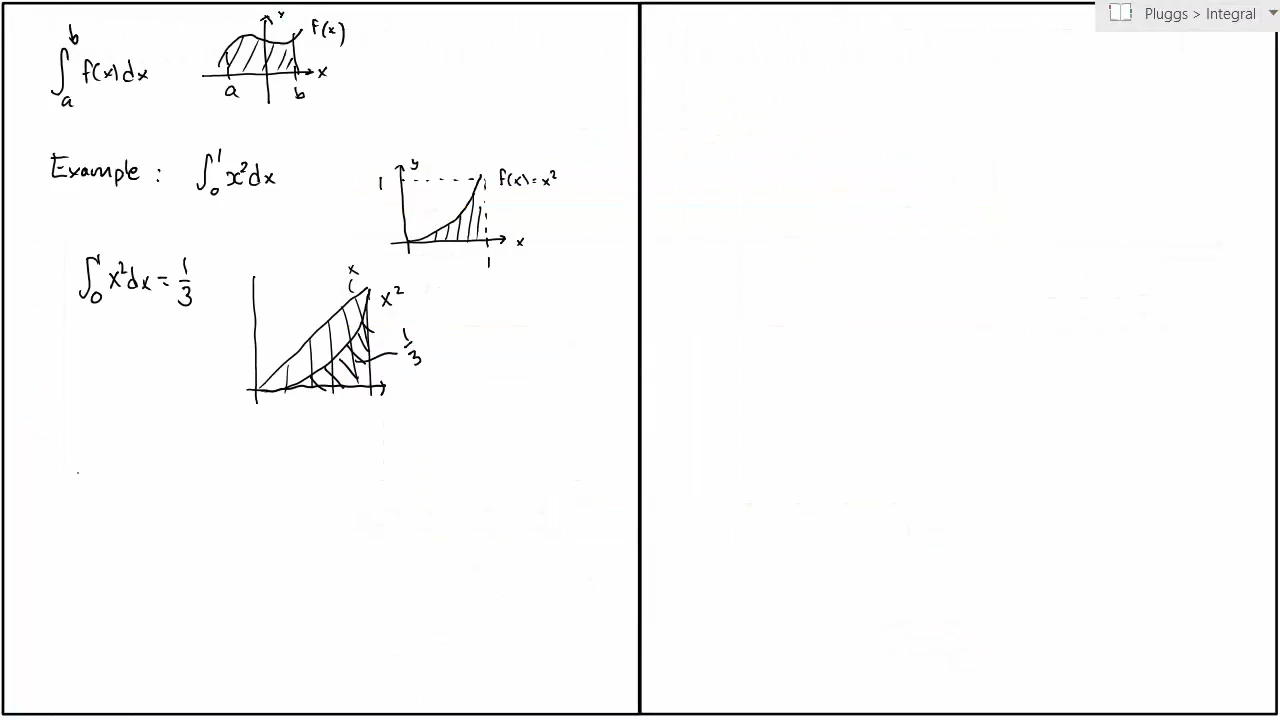 Pluggs > Integral
∫_a^b f(x)dx
y
f(x)
x
a b
Example : ∫_0^1 x²dx
y
1
f(x)=x²
x
1
∫_0^1 x²dx = 1/3
x
x²
1/3